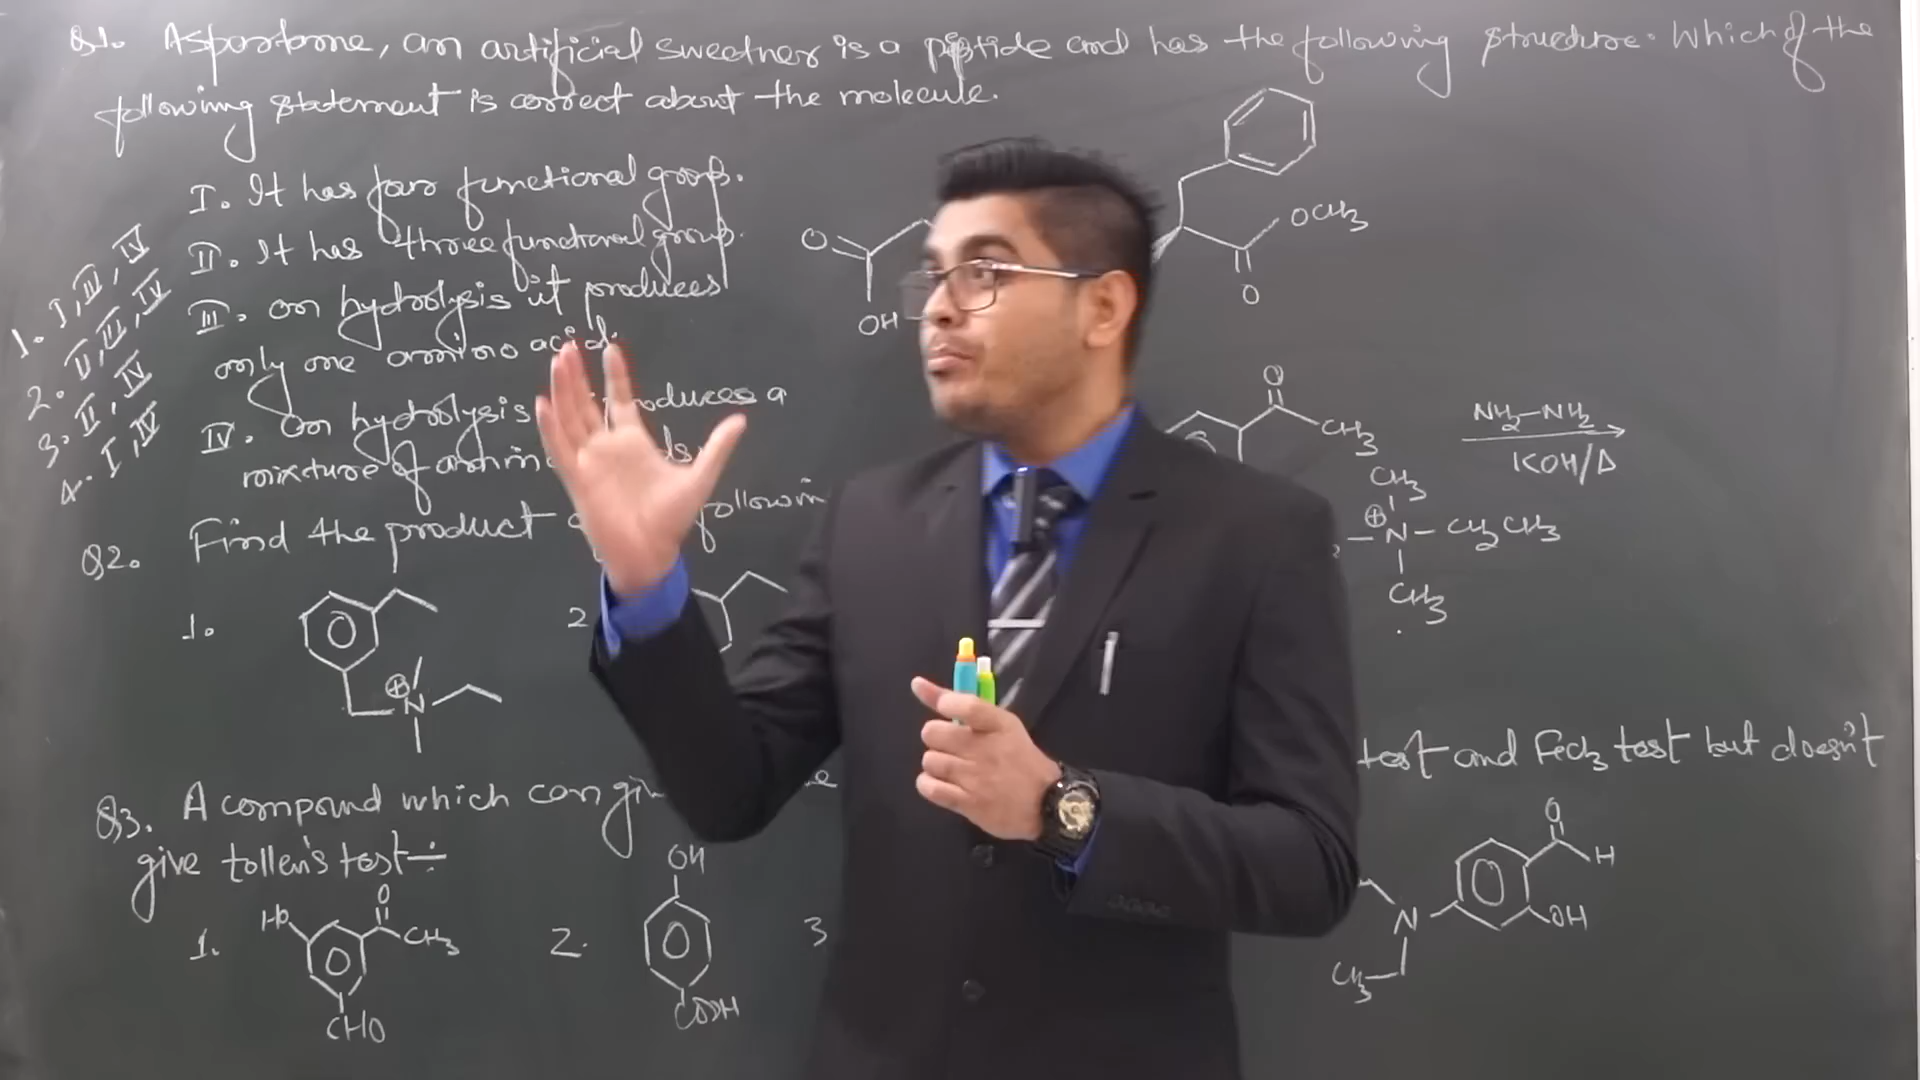 Q1. Aspartame, an artificial sweetner is a peptide and has the following structure. Which of the
following statement is correct about the molecule.
I. It has four functional group.
II. It has three functional group.
III. on hydrolysis it produces
only one amino acid.
IV. on hydrolysis produces a
mixture of
1. I, III, IV
2. II, III, IV
3. II, IV
4. I, IV
O
OH
OCH3
O
Q2. Find the product
O
CH3
NH2-NH2
KOH/Δ
CH3
⊕
N - CH2CH3
CH3
1.
⊕
N
2
Q3. A compound which can test and FeCl3 test but doesn't
give tollen's test:-
1.
HO
O
CH3
CHO
2.
OH
COOH
3
N
CH3
O
H
OH